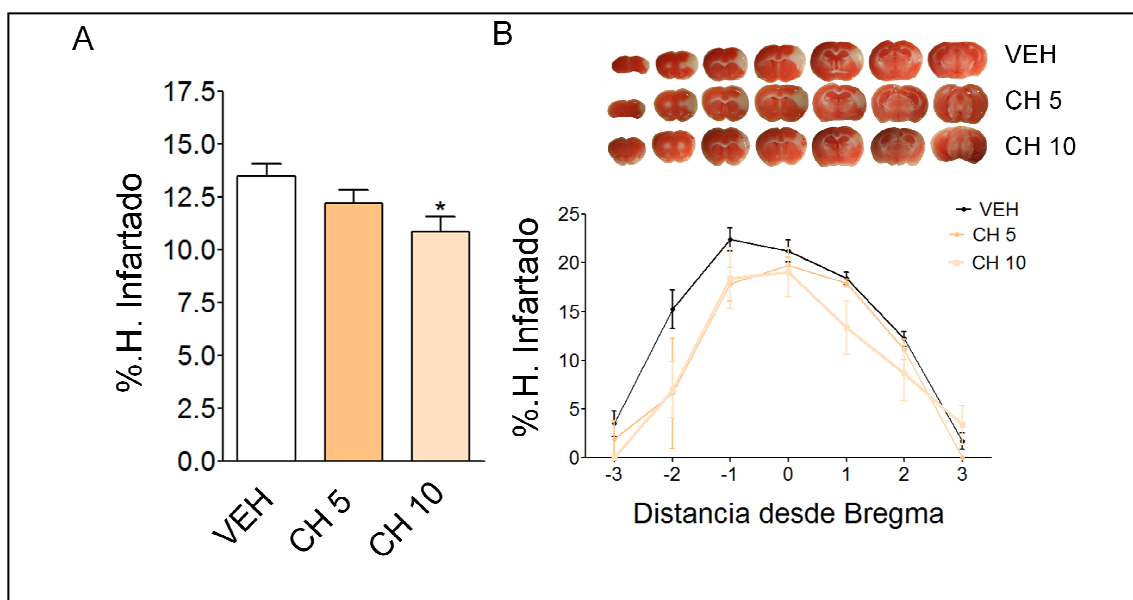 A
%.H. Infartado
17.5
15.0
12.5
10.0
7.5
5.0
2.5
0.0
*
VEH
CH 5
CH 10
B
VEH
CH 5
CH 10
%.H. Infartado
25
20
15
10
5
0
VEH
CH 5
CH 10
-3 -2 -1 0 1 2 3
Distancia desde Bregma